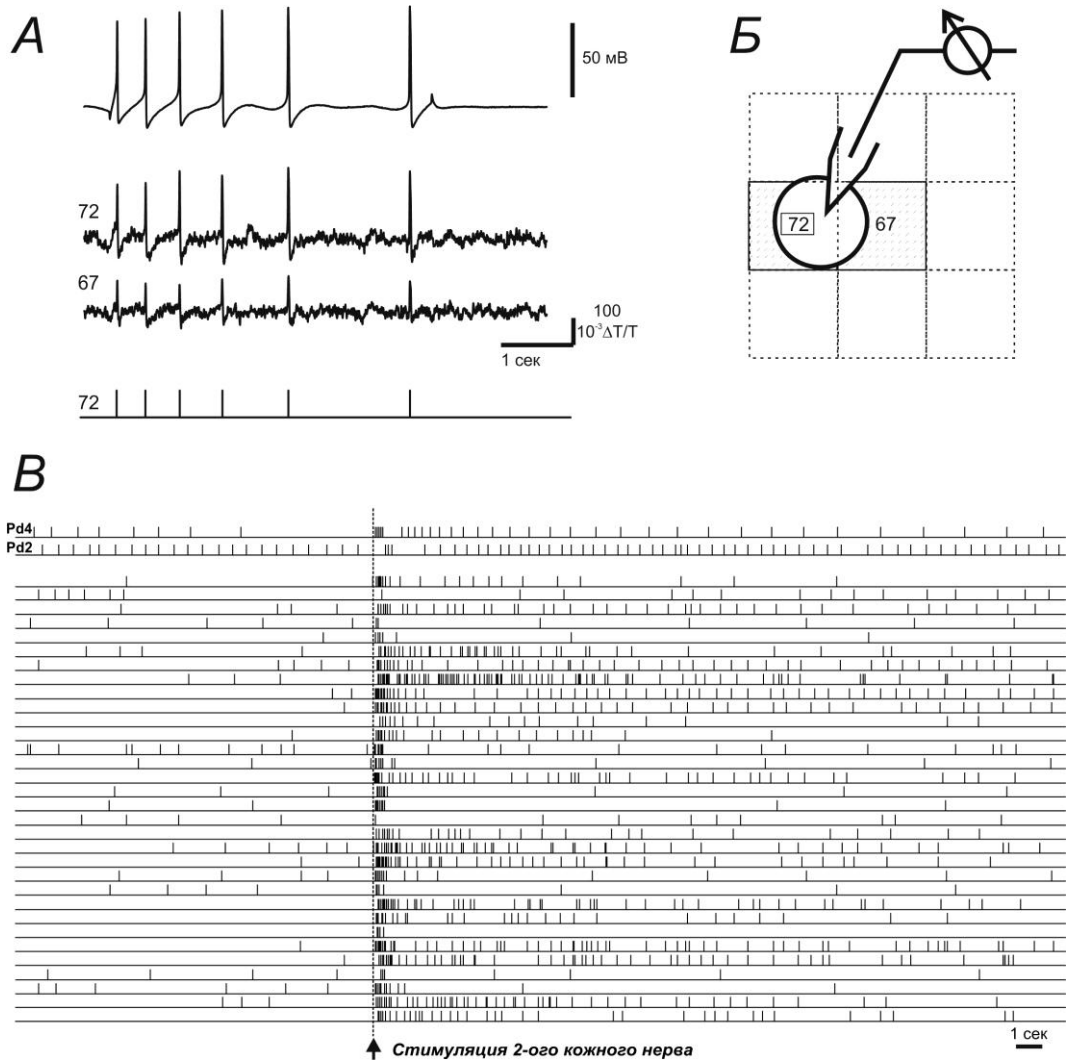 А
50 мВ
72
67
100
10⁻³ΔT/T
1 сек
72
Б
72
67
В
Pd4
Pd2
1 сек
Стимуляция 2-ого кожного нерва